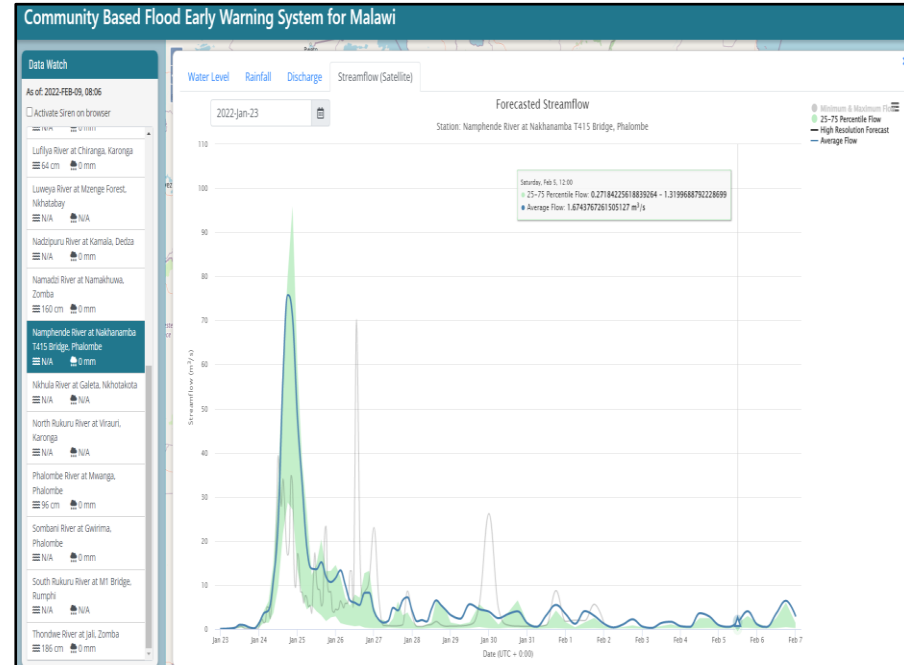 Community Based Flood Early Warning System for Malawi
Data Watch
As of: 2022-FEB-09, 08:06
Activate Siren on browser
N/A 0 mm
Lufilya River at Chiranga, Karonga
64 cm 0 mm
Luweya River at Mzenge Forest,
Nkhatabay
N/A N/A
Nadzipuru River at Kamala, Dedza
N/A 0 mm
Namadzi River at Namakhuwa,
Zomba
160 cm 0 mm
Namphende River at Nakhanamba
T415 Bridge, Phalombe
N/A 0 mm
Nkhula River at Galeta, Nkhotakota
N/A N/A
North Rukuru River at Virauri,
Karonga
N/A N/A
Phalombe River at Mwanga,
Phalombe
96 cm 0 mm
Sombani River at Gwirima,
Phalombe
N/A 0 mm
South Rukuru River at M1 Bridge,
Rumphi
N/A N/A
Thondwe River at Jali, Zomba
186 cm 0 mm
Water Level Rainfall Discharge Streamflow (Satellite)
2022-Jan-23
Forecasted Streamflow
Station: Namphende River at Nakhanamba T415 Bridge, Phalombe
Minimum & Maximum Flow
25-75 Percentile Flow
High Resolution Forecast
Average Flow
Saturday, Feb 5, 12:00
25-75 Percentile Flow: 0.27184225618839264 - 1.3199688792228699
Average Flow: 1.6743767261505127 m³/s
Streamflow (m³/s)
110
100
90
80
70
60
50
40
30
20
10
0
Jan 23 Jan 24 Jan 25 Jan 26 Jan 27 Jan 28 Jan 29 Jan 30 Jan 31 Feb 1 Feb 2 Feb 3 Feb 4 Feb 5 Feb 6 Feb 7
Date (UTC + 0:00)